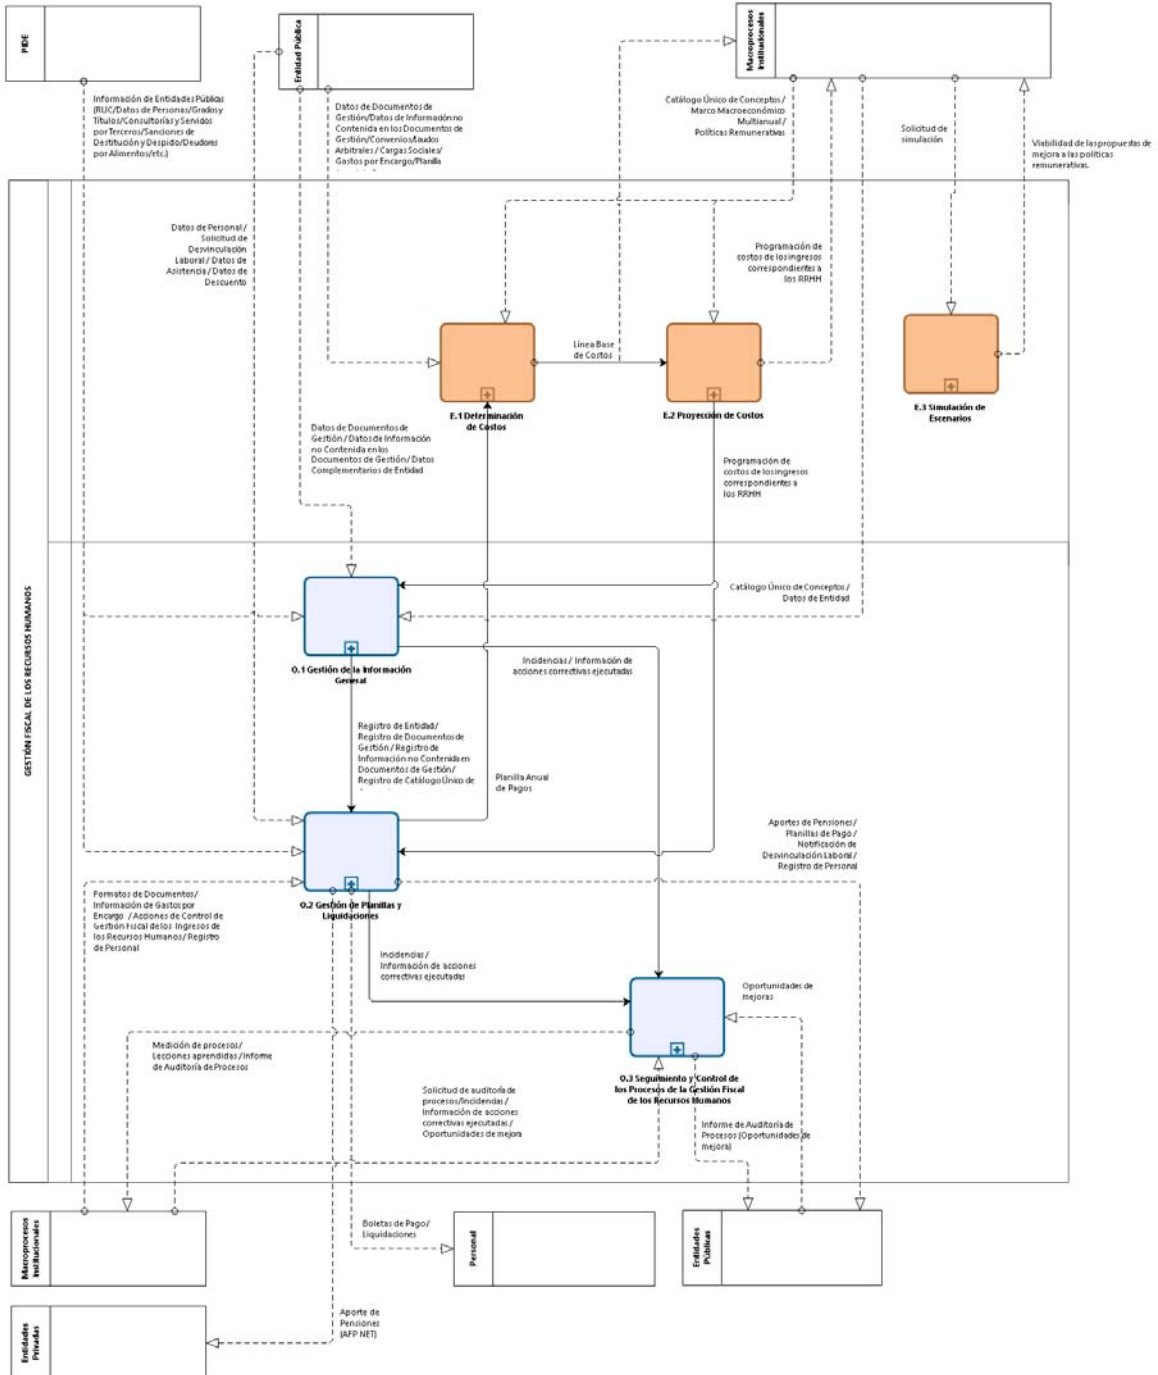 PIDE
Entidad Pública
Macroprocesos
Institucionales
Información de Entidades Públicas
(RUC/Datos de Personas/Grados y
Títulos/Consultorías y Servicios
por Terceros/Sanciones de
Destitución y Despido/Deudores
por Alimentos/etc.)
Datos de Documentos de
Gestión/Datos de Información no
Contenida en los Documentos de
Gestión/Convenios/laudos
Arbitrales / Cargas Sociales/
Gastos por Encargo/Planilla
Catálogo Único de Conceptos /
Marco Macroeconómico
Multianual /
Políticas Remunerativas
Solicitud de
simulación
Viabilidad de las propuestas de
mejora a las políticas
remunerativas.
Datos de Personal /
Solicitud de
Desvinculación
Laboral / Datos de
Asistencia / Datos de
Descuento
Programación de
costos de los ingresos
correspondientes a
los RRHH
Línea Base
de Costos
E.1 Determinación
de Costos
E.2 Proyección de Costos
E.3 Simulación de
Escenarios
Datos de Documentos de
Gestión / Datos de Información
no Contenida en los
Documentos de Gestión / Datos
Complementarios de Entidad
Programación de
costos de los ingresos
correspondientes a
los RRHH
GESTIÓN FISCAL DE LOS RECURSOS HUMANOS
Catálogo Único de Conceptos /
Datos de Entidad
O.1 Gestión de la Información
General
Incidencias / Información de
acciones correctivas ejecutadas
Registro de Entidad/
Registro de Documentos de
Gestión / Registro de
Información no Contenida en
Documentos de Gestión/
Registro de Catálogo Único de
Planilla Anual
de Pagos
Aportes de Pensiones /
Planillas de Pago /
Notificación de
Desvinculación Laboral /
Registro de Personal
Formatos de Documentos/
Información de Gastos por
Encargo / Acciones de Control de
Gestión Fiscal de los Ingresos de
los Recursos Humanos / Registro
de Personal
O.2 Gestión de Planillas y
Liquidaciones
Incidencias /
Información de acciones
correctivas ejecutadas
Oportunidades de
mejoras
Medición de procesos /
Lecciones aprendidas / Informe
de Auditoría de Procesos
O.3 Seguimiento y Control de
los Procesos de la Gestión Fiscal
de los Recursos Humanos
Solicitud de auditoría de
procesos/Incidencias /
Información de acciones
correctivas ejecutadas /
Oportunidades de mejora
Informe de Auditoría de
Procesos (Oportunidades de
mejora)
Macroprocesos
Institucionales
Boletas de Pago/
Liquidaciones
Personal
Entidades
Públicas
Aporte de
Pensiones
(AFP NET)
Entidades
Privadas